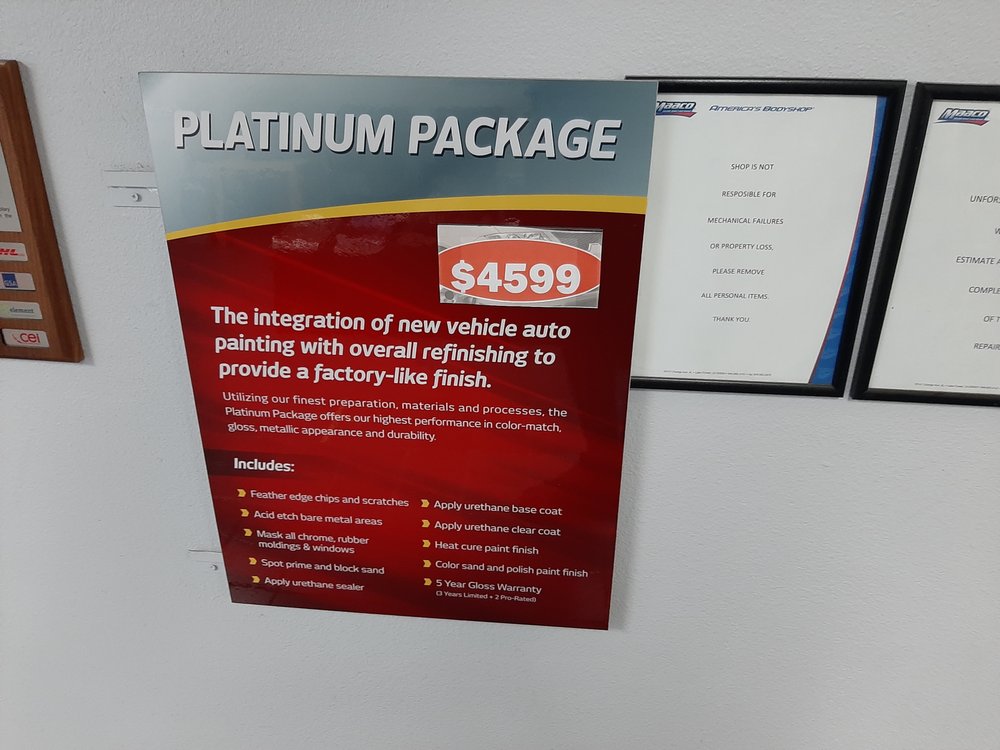 PLATINUM PACKAGE
$4599
The integration of new vehicle auto
painting with overall refinishing to
provide a factory-like finish.
Utilizing our finest preparation, materials and processes, the
Platinum Package offers our highest performance in color-match,
gloss, metallic appearance and durability.
Includes:
Feather edge chips and scratches
Acid etch bare metal areas
Mask all chrome, rubber
moldings & windows
Spot prime and block sand
Apply urethane sealer
Apply urethane base coat
Apply urethane clear coat
Heat cure paint finish
Color sand and polish paint finish
5 Year Gloss Warranty
(3 Years Limited + 2 Pro-Rated)
Maaco
AMERICA'S BODYSHOP
SHOP IS NOT
RESPOSIBLE FOR
MECHANICAL FAILURES
OR PROPERTY LOSS,
PLEASE REMOVE
ALL PERSONAL ITEMS.
THANK YOU
Maaco
UNFORS
ESTIMATE A
COMPLE
OF T
REPAIR
element
cei